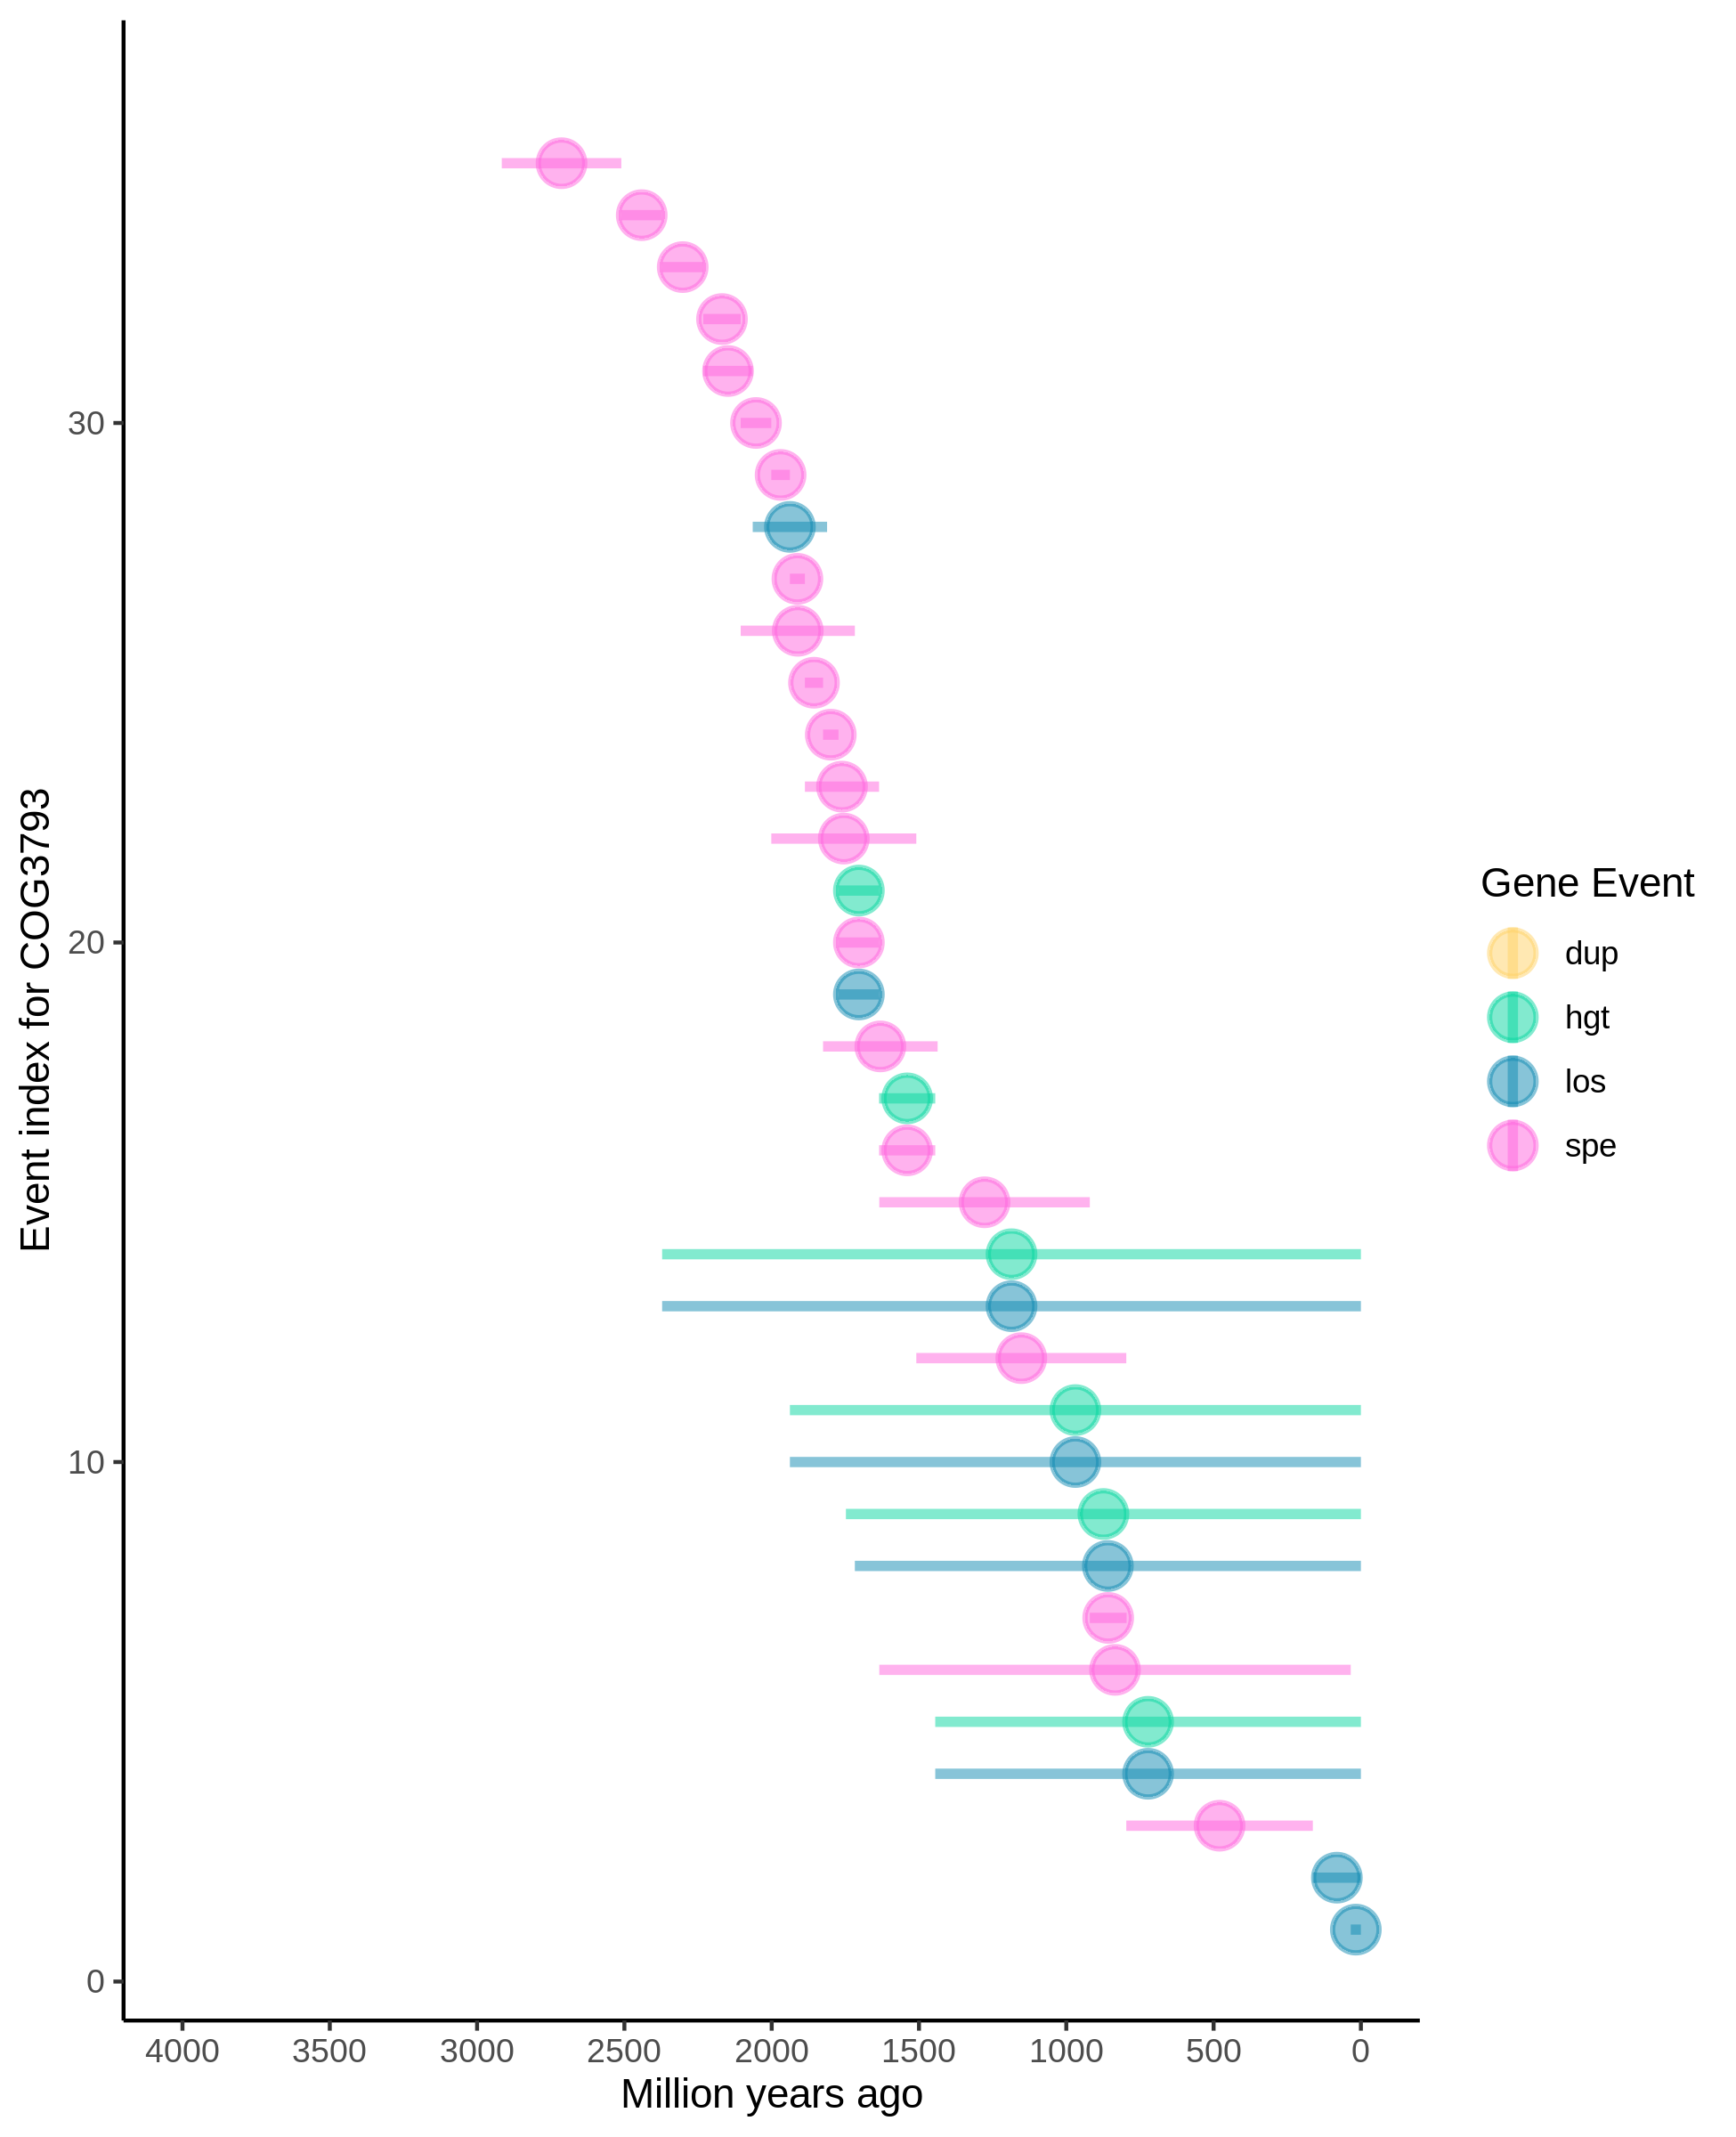 Event index for COG3793
30
20
10
0
4000 3500 3000 2500 2000 1500 1000 500 0
Million years ago
Gene Event
dup
hgt
los
spe